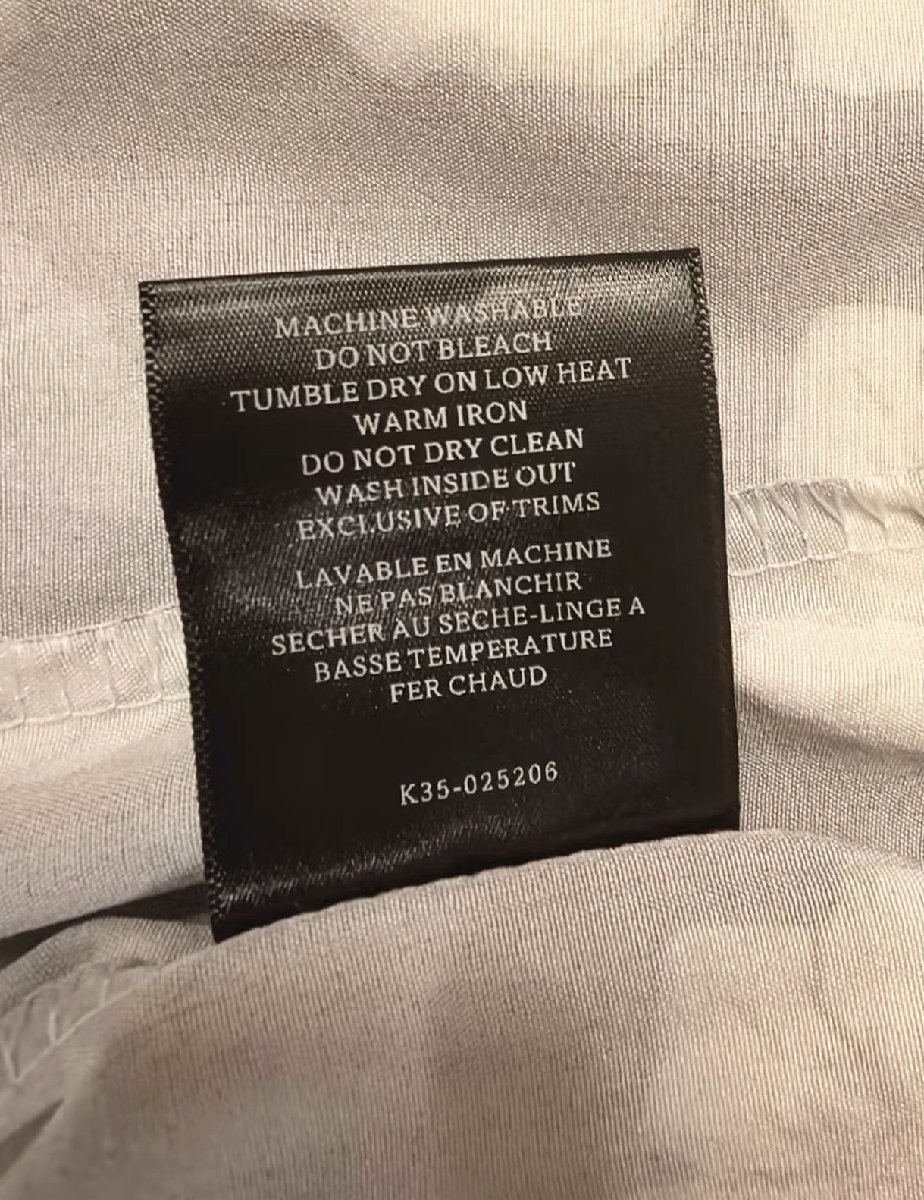 MACHINE WASHABLE
DO NOT BLEACH
TUMBLE DRY ON LOW HEAT
WARM IRON
DO NOT DRY CLEAN
WASH INSIDE OUT
EXCLUSIVE OF TRIMS
LAVABLE EN MACHINE
NE PAS BLANCHIR
SECHER AU SECHE-LINGE A
BASSE TEMPERATURE
FER CHAUD
K35-025206